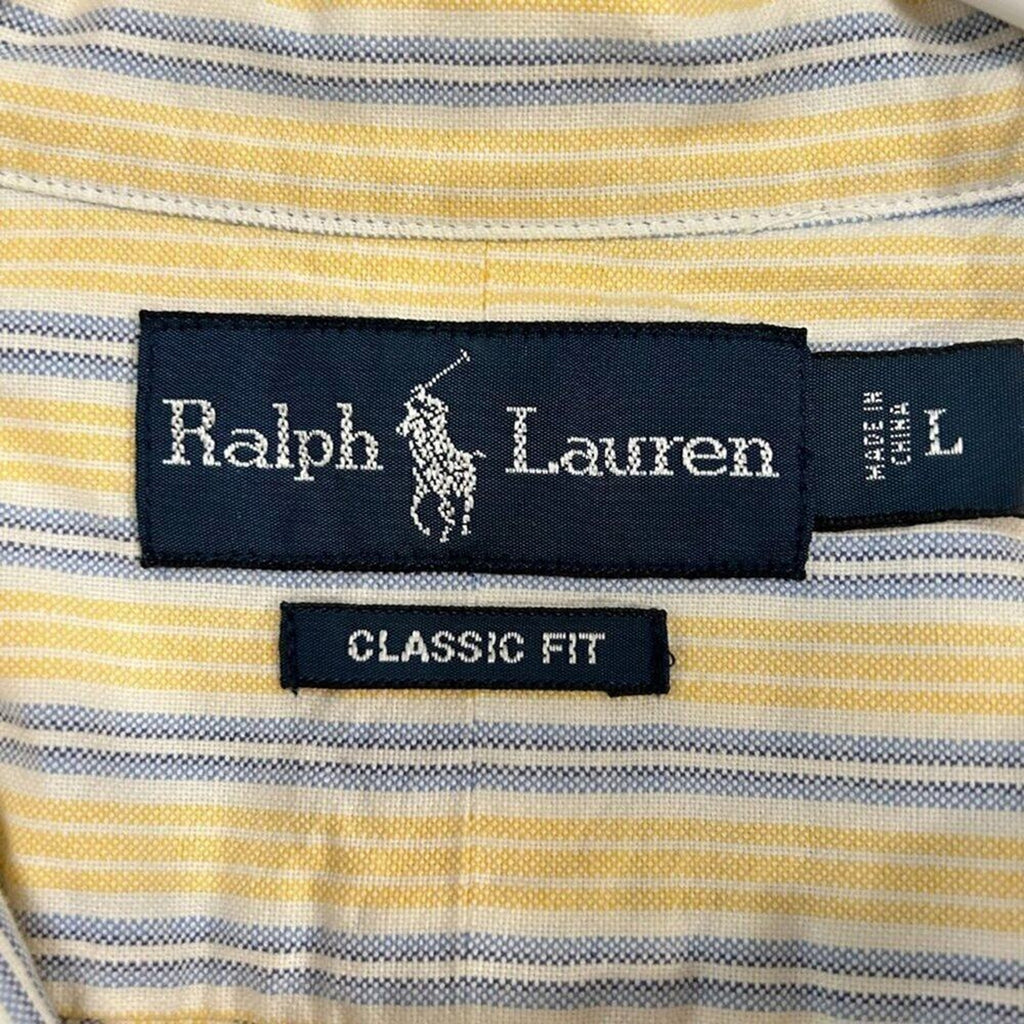 Ralph Lauren
MADE IN
CHINA
L
CLASSIC FIT